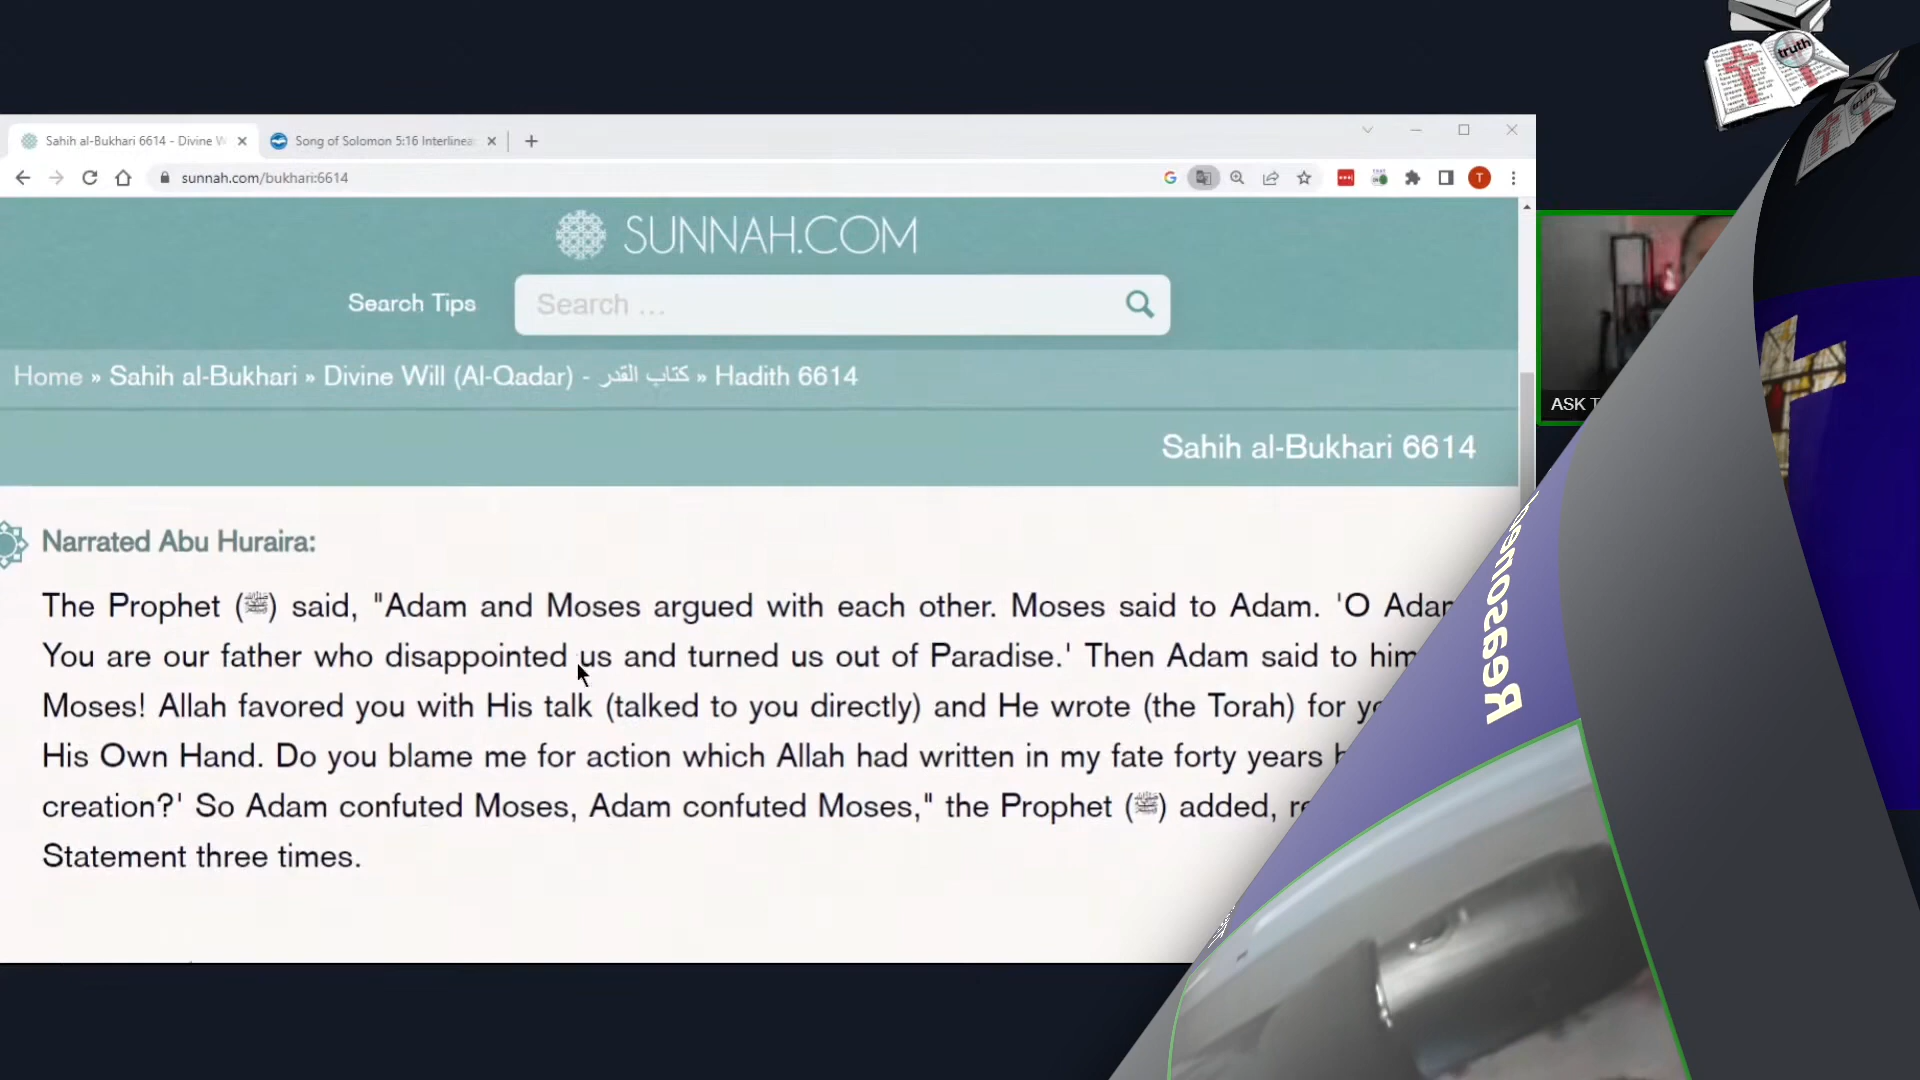 truth
truth
Sahih al-Bukhari 6614 - Divine W
Song of Solomon 5:16 Interlinea
sunnah.com/bukhari:6614
T
SUNNAH.COM
Search Tips
Search ...
Home » Sahih al-Bukhari » Divine Will (Al-Qadar) - كتاب القدر » Hadith 6614
ASK
Sahih al-Bukhari 6614
Narrated Abu Huraira:
The Prophet (ﷺ) said, "Adam and Moses argued with each other. Moses said to Adam. 'O Adam
You are our father who disappointed us and turned us out of Paradise.' Then Adam said to him
Moses! Allah favored you with His talk (talked to you directly) and He wrote (the Torah) for
His Own Hand. Do you blame me for action which Allah had written in my fate forty years
creation?' So Adam confuted Moses, Adam confuted Moses," the Prophet (ﷺ) added,
Statement three times.
Reasoned